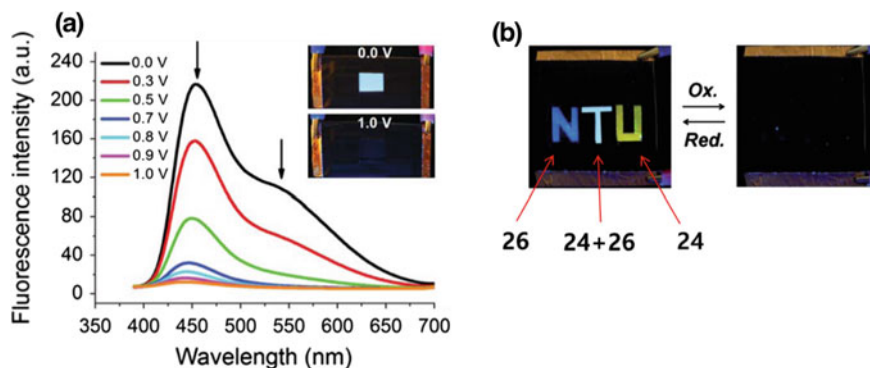 (a)
Fluorescence intensity (a.u.)
240
200
160
120
80
40
0
0.0 V
0.3 V
0.5 V
0.7 V
0.8 V
0.9 V
1.0 V
0.0 V
1.0 V
350 400 450 500 550 600 650 700
Wavelength (nm)
(b)
NTU
Ox.
Red.
26 24+26 24